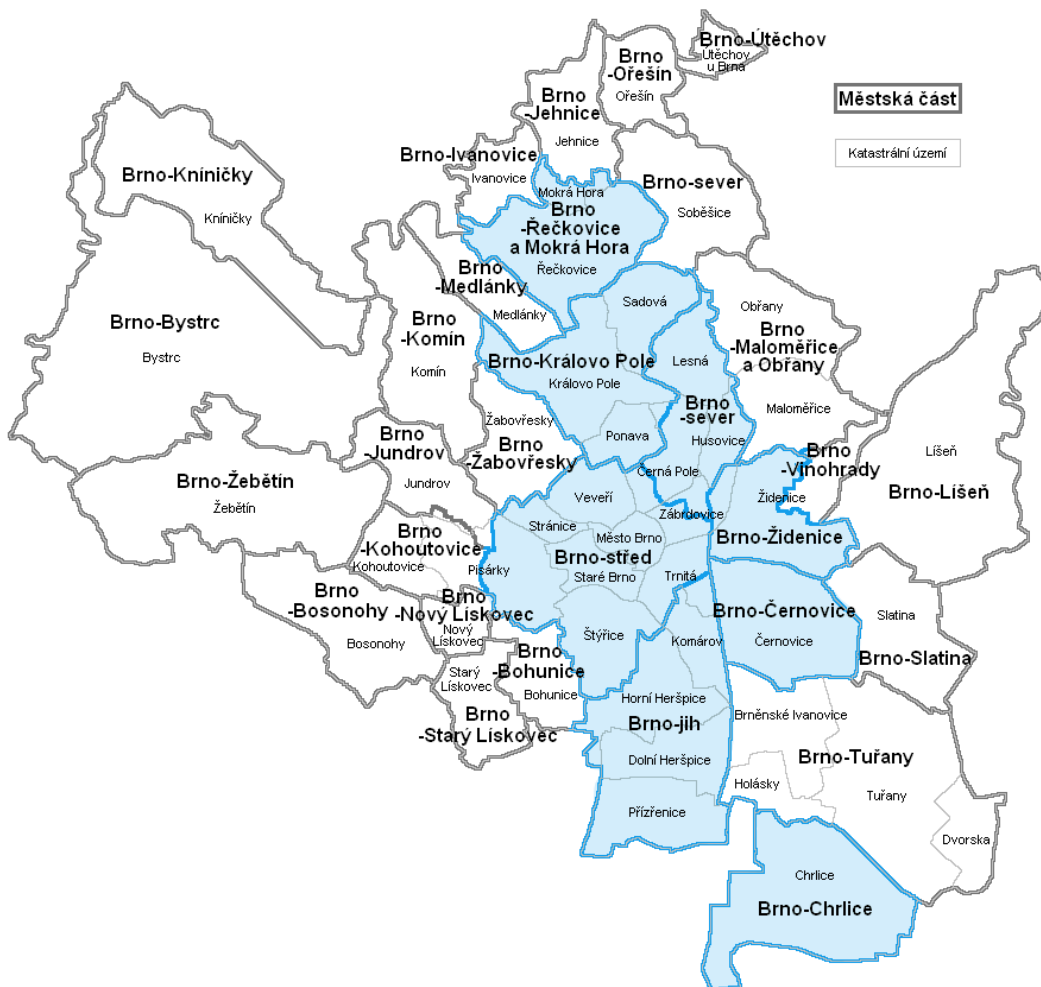 Brno-Útěchov
Útěchov
u Brna
Brno
-Ořešín
Ořešín
Městská část
Brno
-Jehnice
Jehnice
Katastrální území
Brno-Ivanovice
Ivanovice
Brno-Kníničky
Kníničky
Brno-sever
Soběšice
Mokrá Hora
Brno
-Řečkovice
a Mokrá Hora
Řečkovice
Brno
-Medlánky
Medlánky
Sadová
Obřany
Brno
-Maloměřice
a Obřany
Maloměřice
Brno-Bystrc
Bystrc
Brno
-Komín
Komín
Brno-Královo Pole
Královo Pole
Lesná
Brno
-sever
Husovice
Žabovřesky
Brno
-Žabovřesky
Ponava
Černá Pole
Brno
-Jundrov
Jundrov
Brno
-Vinohrady
Líšeň
Brno-Líšeň
Brno-Žebětín
Žebětín
Židenice
Brno-Židenice
Veveří
Zábrdovice
Stránice
Město Brno
Brno-střed
Staré Brno
Trnitá
Brno
-Kohoutovice
Kohoutovice
Pisárky
Brno
-Bosonohy
Bosonohy
Brno
-Nový Lískovec
Nový
Lískovec
Štýřice
Komárov
Brno-Černovice
Černovice
Slatina
Brno-Slatina
Brno
-Bohunice
Bohunice
Starý
Lískovec
Brno
-Starý Lískovec
Horní Heršpice
Brno-jih
Dolní Heršpice
Přízřenice
Brněnské Ivanovice
Brno-Tuřany
Holásky
Tuřany
Dvorska
Chrlice
Brno-Chrlice